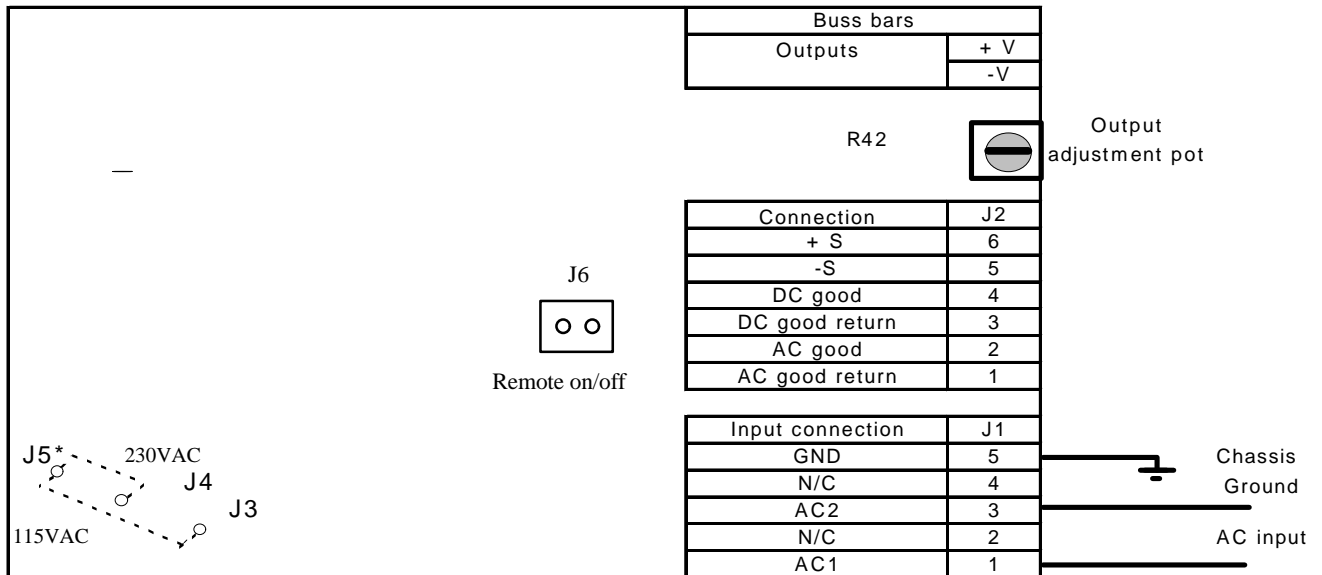 Buss bars
Outputs + V
-V
R42
Output
adjustment pot
Connection J2
+ S 6
-S 5
DC good 4
DC good return 3
AC good 2
AC good return 1
J6
Remote on/off
Input connection J1
GND 5
N/C 4
AC2 3
N/C 2
AC1 1
Chassis
Ground
AC input
J5*
230VAC
J4
J3
115VAC